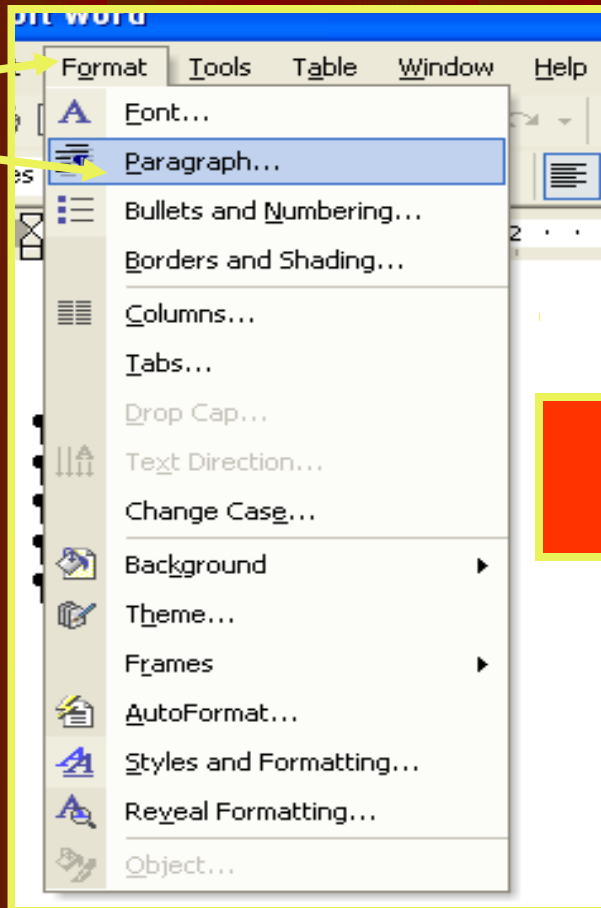 Format Tools Table Window Help
Font...
Paragraph...
Bullets and Numbering...
2
Borders and Shading...
Columns...
Tabs...
Drop Cap...
Text Direction...
Change Case...
Background
Theme...
Frames
AutoFormat...
Styles and Formatting...
Reveal Formatting...
Object...